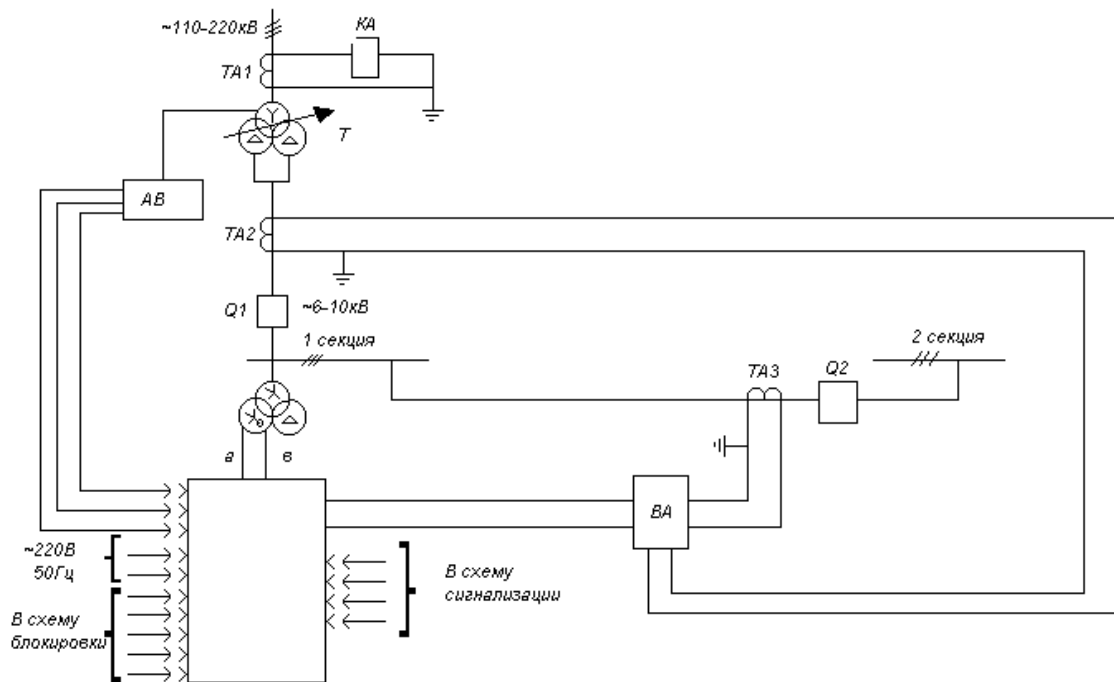 ~110-220кВ
КА
ТА1
Т
АВ
ТА2
Q1
~6-10кВ
1 секция
2 секция
ТА3
Q2
а
в
ВА
~220В
50Гц
В схему
сигнализации
В схему
блокировки